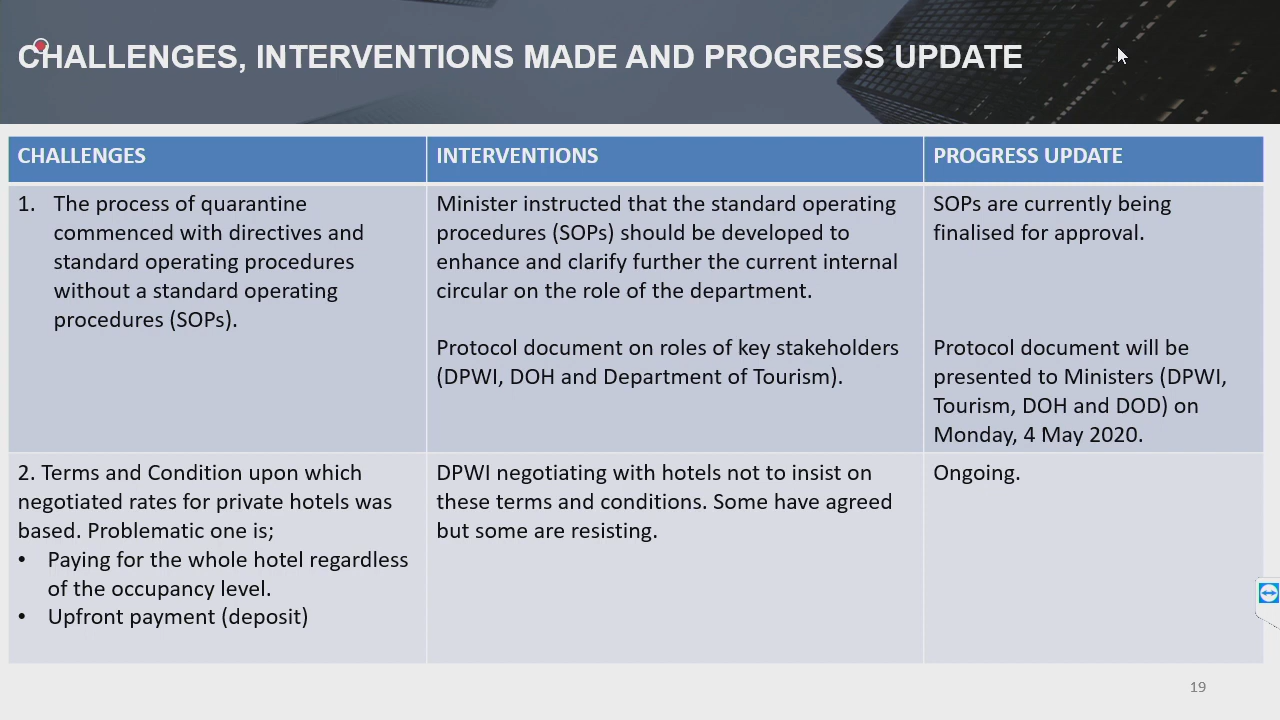 CHALLENGES, INTERVENTIONS MADE AND PROGRESS UPDATE
CHALLENGES
INTERVENTIONS
PROGRESS UPDATE
1. The process of quarantine
commenced with directives and
standard operating procedures
without a standard operating
procedures (SOPs).
Minister instructed that the standard operating
procedures (SOPs) should be developed to
enhance and clarify further the current internal
circular on the role of the department.
Protocol document on roles of key stakeholders
(DPWI, DOH and Department of Tourism).
SOPs are currently being
finalised for approval.
Protocol document will be
presented to Ministers (DPWI,
Tourism, DOH and DOD) on
Monday, 4 May 2020.
2. Terms and Condition upon which
negotiated rates for private hotels was
based. Problematic one is;
• Paying for the whole hotel regardless
of the occupancy level.
• Upfront payment (deposit)
DPWI negotiating with hotels not to insist on
these terms and conditions. Some have agreed
but some are resisting.
Ongoing.
19